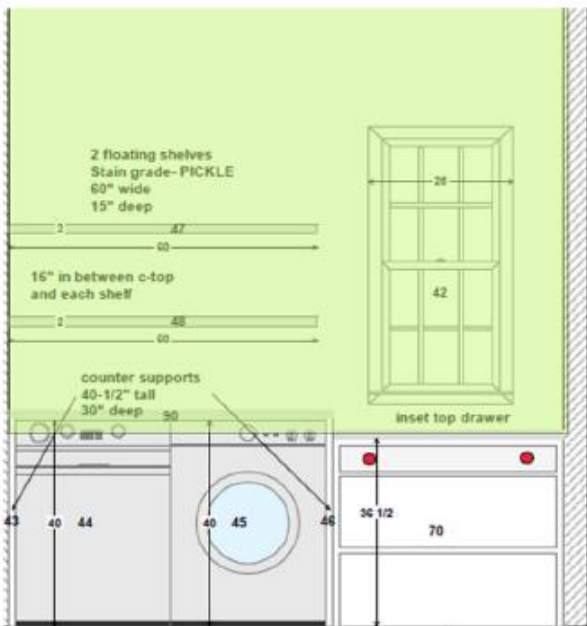 2 floating shelves
Stain grade- PICKLE
60" wide
15" deep
28
2 47
60
16" in between c-top
and each shelf
42
2 48
60
counter supports
40-1/2" tall
30" deep
90
inset top drawer
43
40
44
40
45
46
36 1/2
70